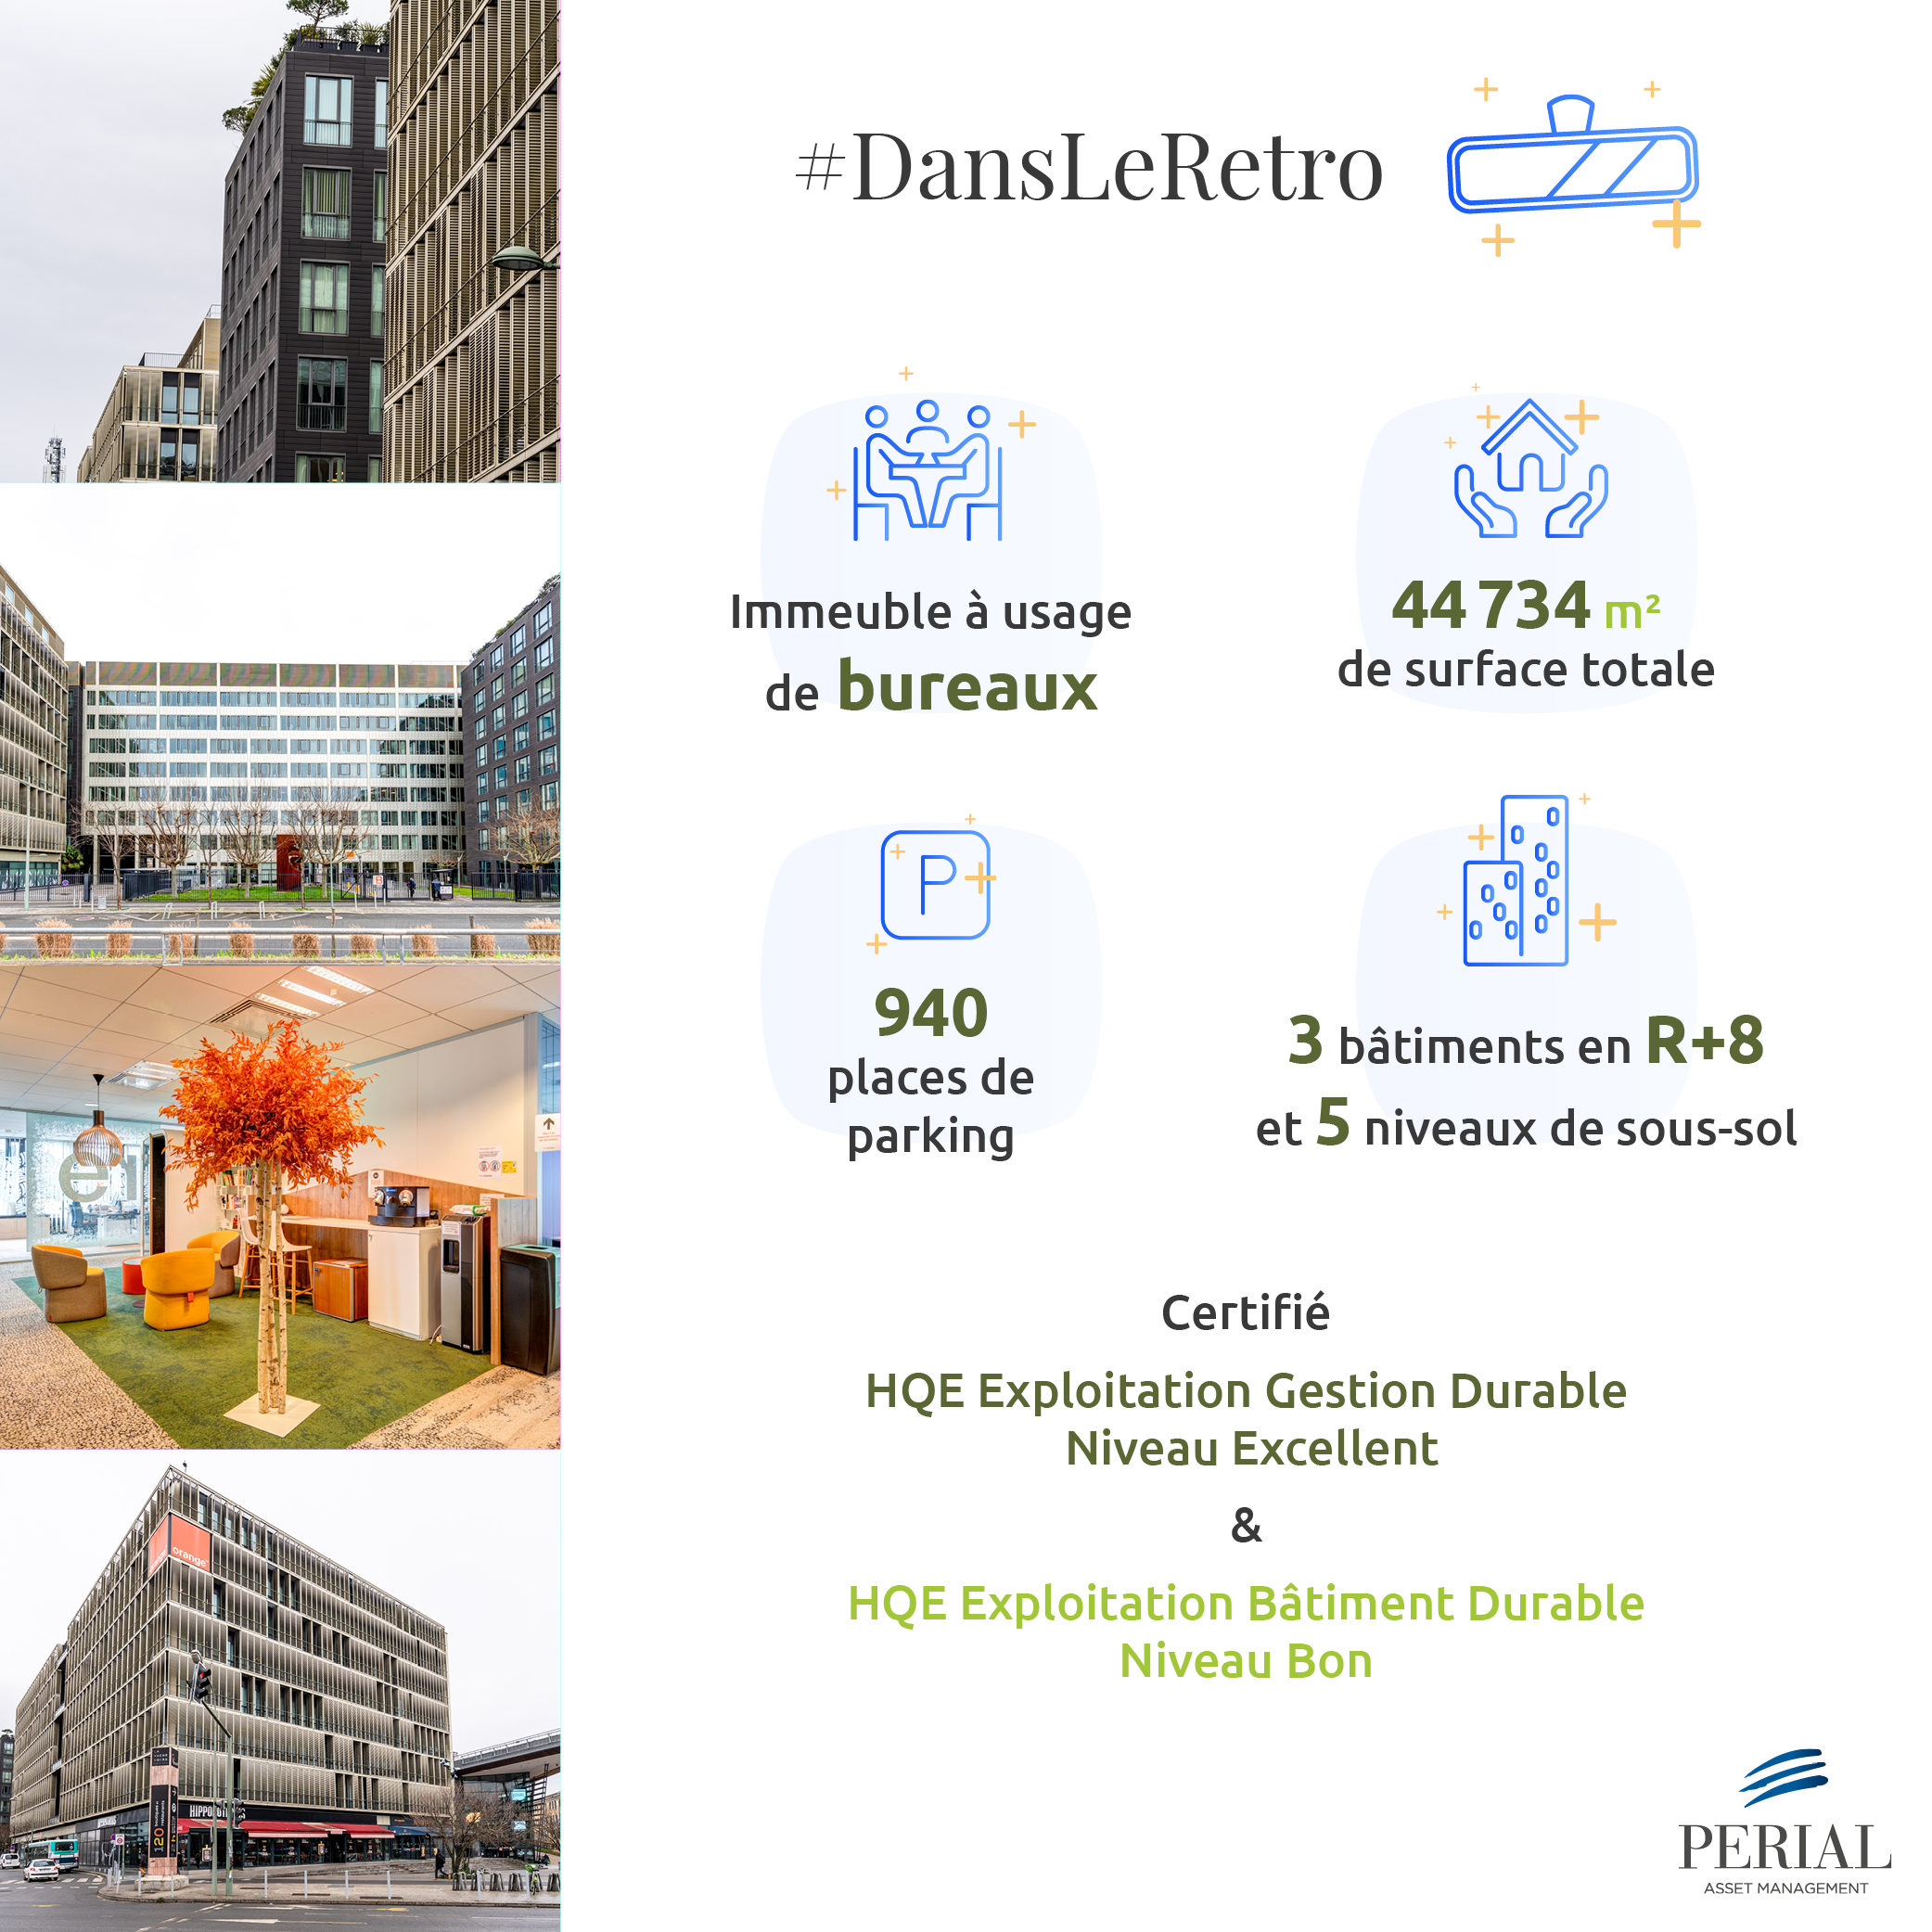 #DansLeRetro
Immeuble à usage
de bureaux
44 734 m²
de surface totale
P
940
places de
parking
3 bâtiments en R+8
et 5 niveaux de sous-sol
Certifié
HQE Exploitation Gestion Durable
Niveau Excellent
&
HQE Exploitation Bâtiment Durable
Niveau Bon
orange
120
PERIAL
ASSET MANAGEMENT